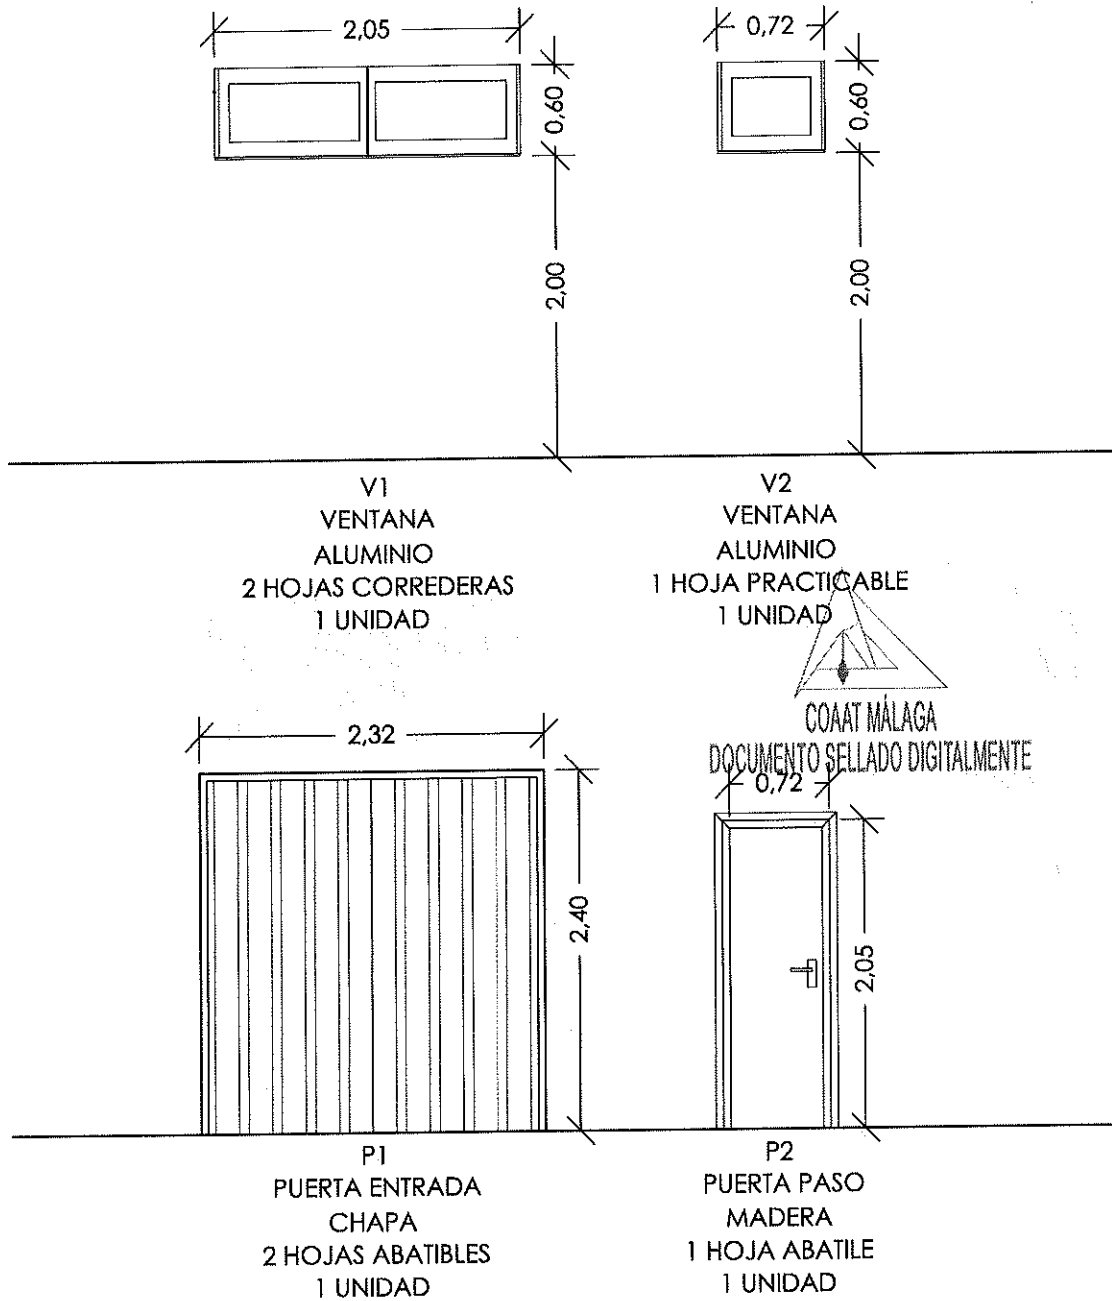 2,05
0,72
0,60
0,60
2,00
2,00
V1
VENTANA
ALUMINIO
2 HOJAS CORREDERAS
1 UNIDAD
V2
VENTANA
ALUMINIO
1 HOJA PRACTICABLE
1 UNIDAD
COAAT MÁLAGA
DOCUMENTO SELLADO DIGITALMENTE
2,32
2,40
0,72
2,05
P1
PUERTA ENTRADA
CHAPA
2 HOJAS ABATIBLES
1 UNIDAD
P2
PUERTA PASO
MADERA
1 HOJA ABATILE
1 UNIDAD